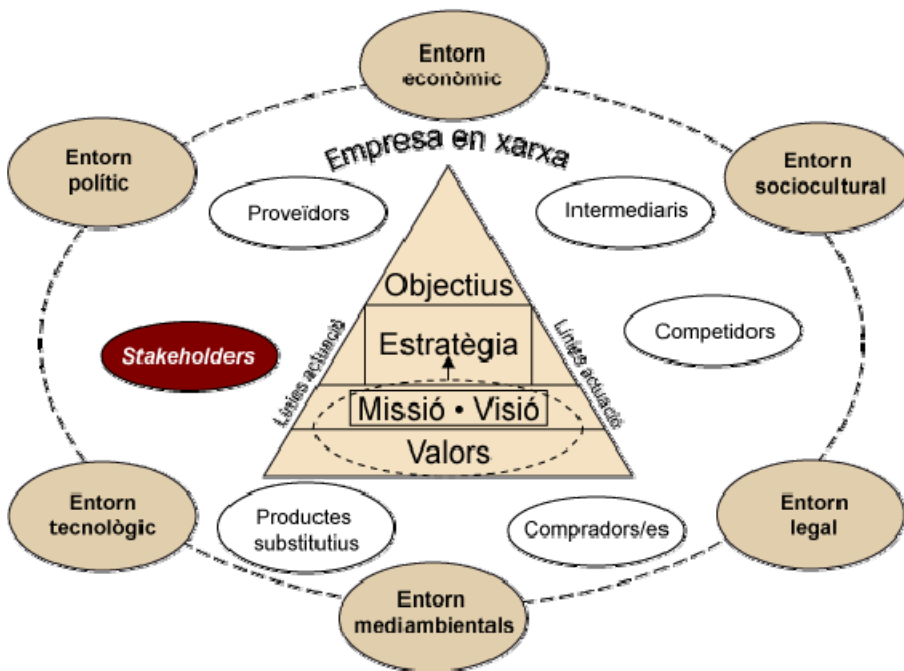 Entorn
econòmic
Empresa en xarxa
Entorn
polític
Entorn
sociocultural
Proveïdors
Intermediaris
Objectius
Línies actuació
Estratègia
Línies actuació
Competidors
Stakeholders
Missió • Visió
Valors
Entorn
tecnològic
Productes
substitutius
Compradors/es
Entorn
legal
Entorn
mediambientals